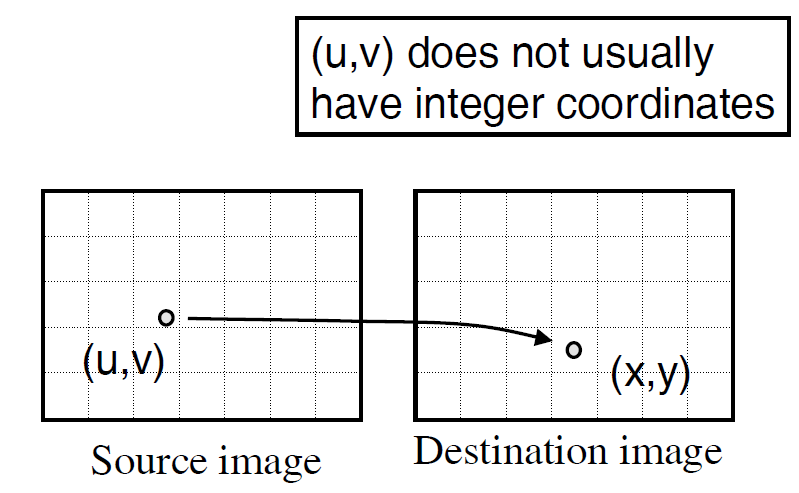 (u,v) does not usually
have integer coordinates
(u,v)
(x,y)
Source image
Destination image